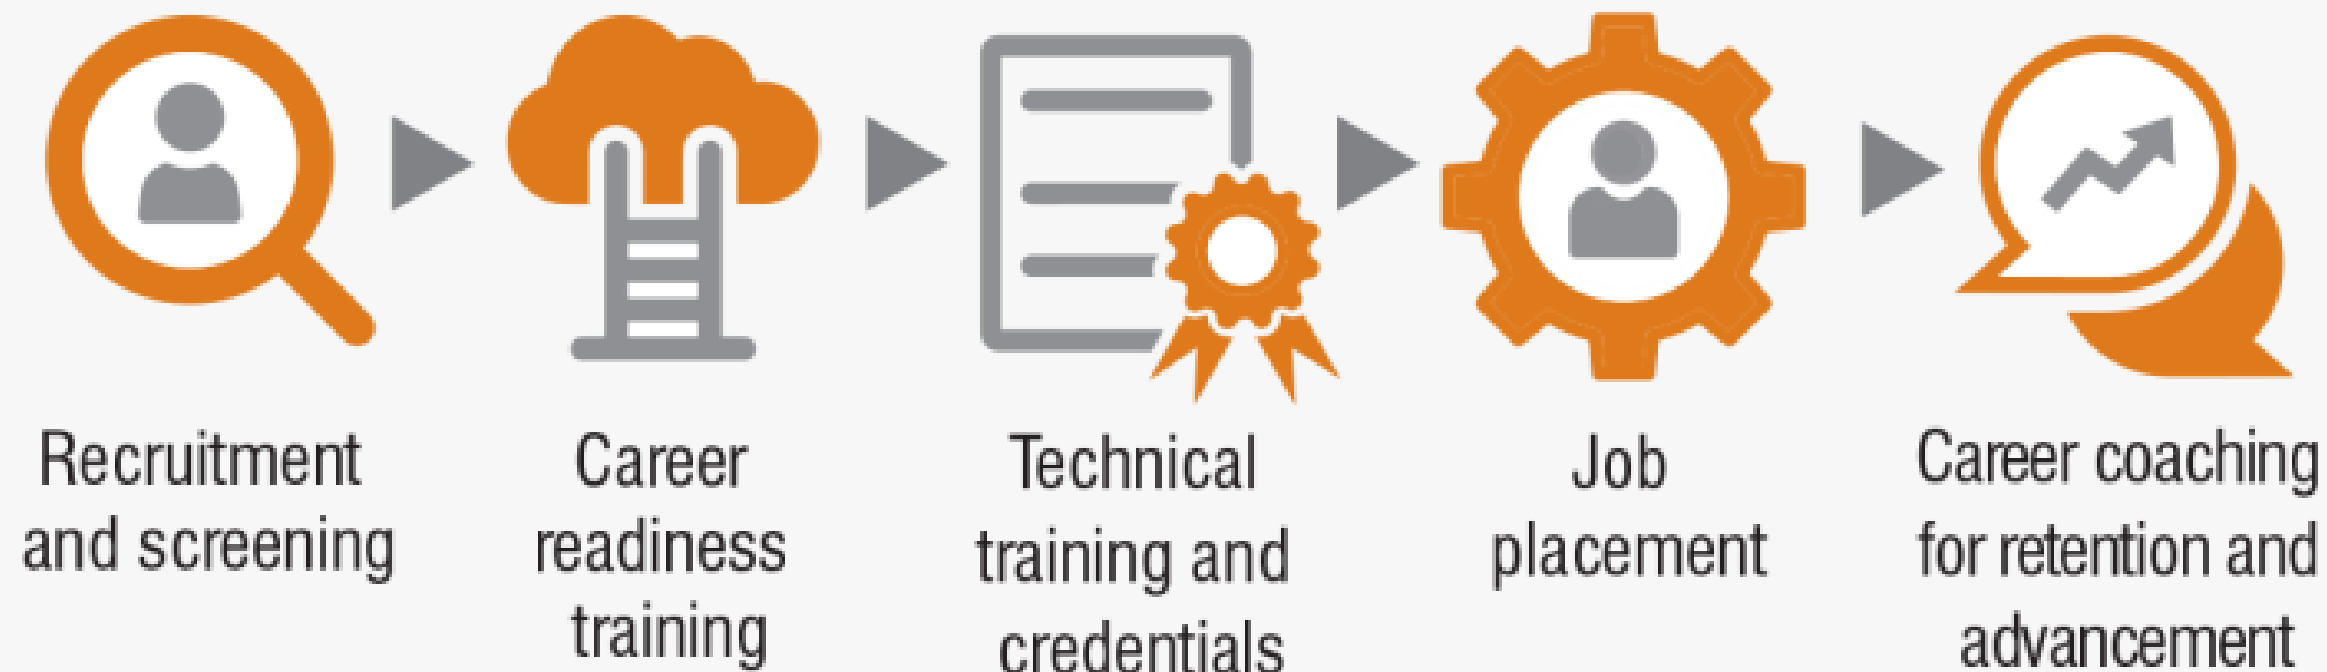 Recruitment
and screening
Career
readiness
training
Technical
training and
credentials
Job
placement
Career coaching
for retention and
advancement